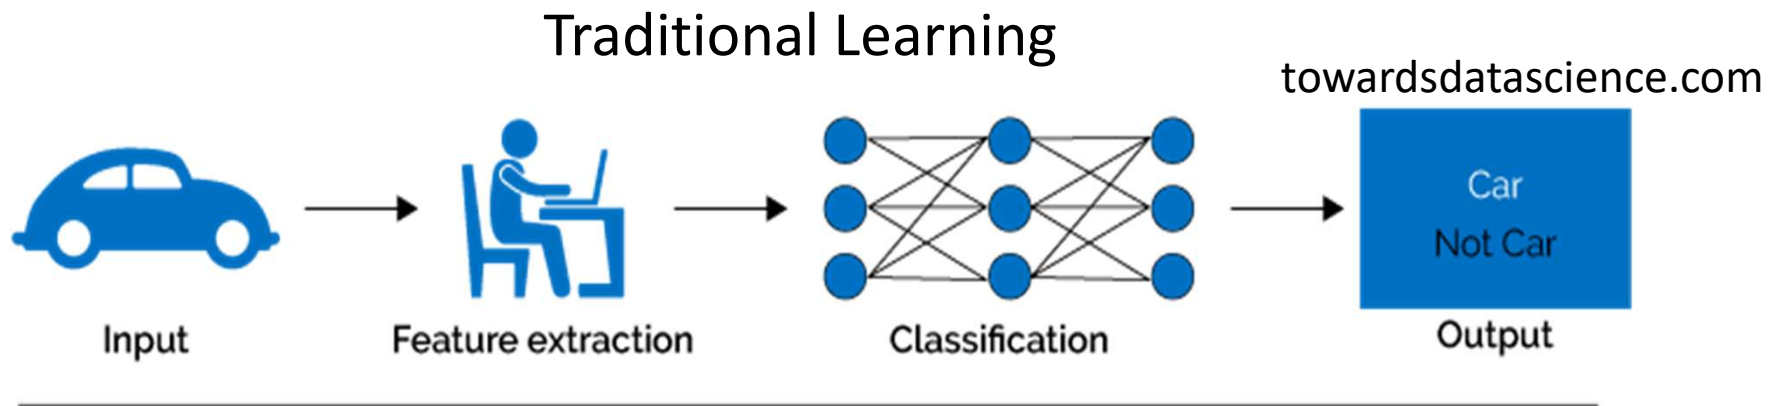 Traditional Learning
towardsdatascience.com
Car
Not Car
Input
Feature extraction
Classification
Output